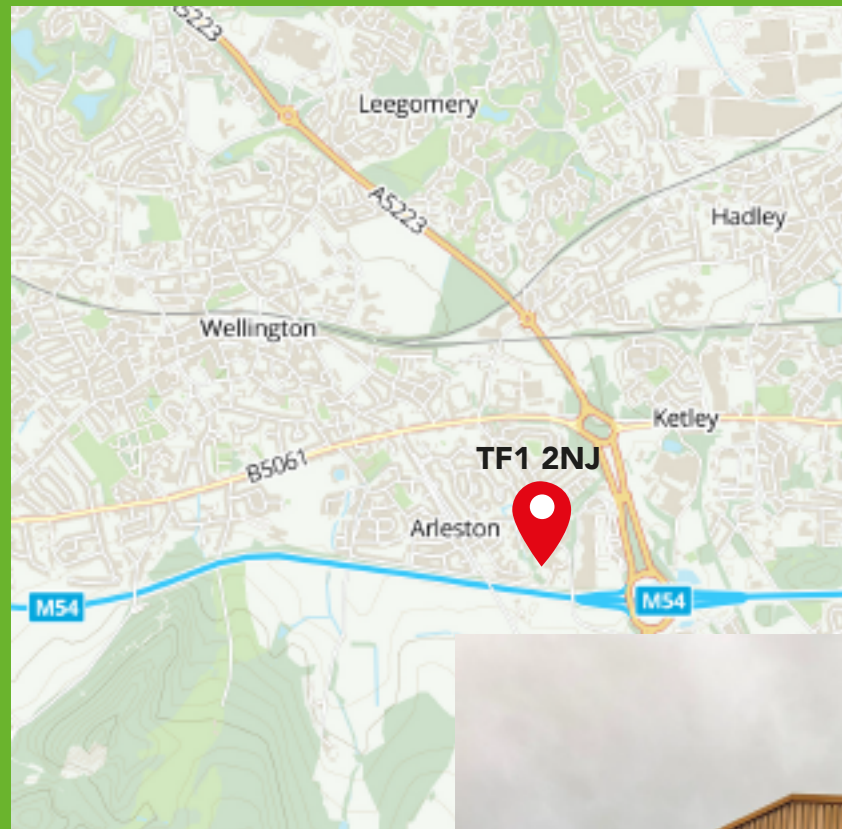 A5223
Leegomery
A5223
Hadley
Wellington
Ketley
B5061
TF1 2NJ
Arleston
M54
M54